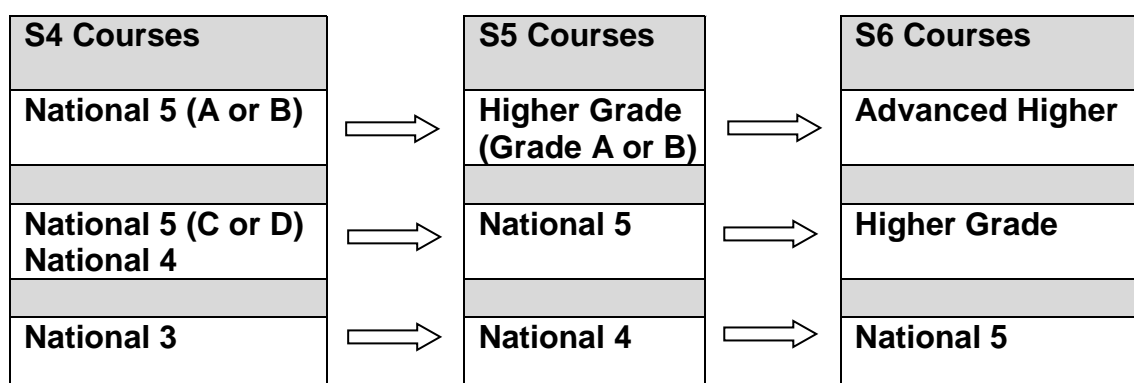 S4 Courses
S5 Courses
S6 Courses
National 5 (A or B)
Higher Grade
(Grade A or B)
Advanced Higher
National 5 (C or D)
National 4
National 5
Higher Grade
National 3
National 4
National 5